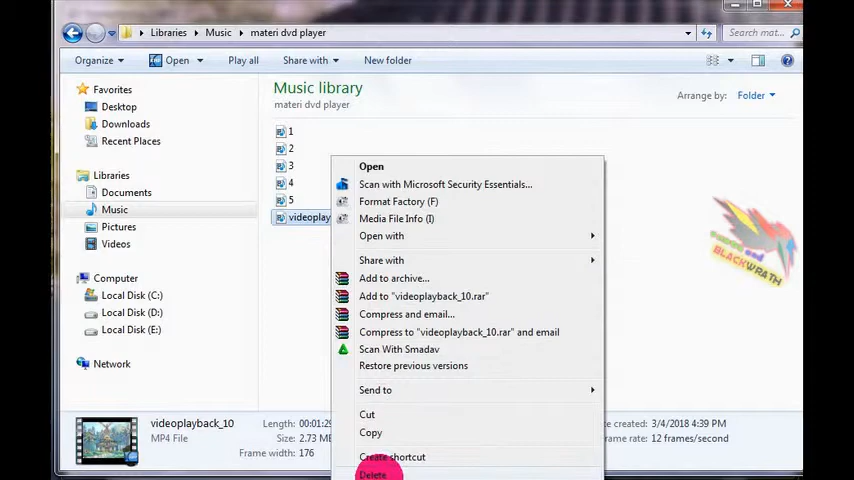 Libraries
Music
materi dvd player
Search mat...
Organize
Open
Play all
Share with
New folder
Favorites
Desktop
Downloads
Recent Places
Libraries
Documents
Music
Pictures
Videos
Computer
Local Disk (C:)
Local Disk (D:)
Local Disk (E:)
Network
Music library
materi dvd player
Arrange by:
Folder
1
2
3
4
5
videoplay
Open
Scan with Microsoft Security Essentials...
Format Factory (F)
Media File Info (I)
Open with
Share with
Add to archive...
Add to "videoplayback_10.rar"
Compress and email...
Compress to "videoplayback_10.rar" and email
Scan With Smadav
Restore previous versions
Send to
Cut
Copy
Create shortcut
Delete
and
BLACKWRATH
videoplayback_10
MP4 File
Length: 00:01:29
Size: 2.73 M
Frame width: 176
te created: 3/4/2018 4:39 PM
me rate: 12 frames/second